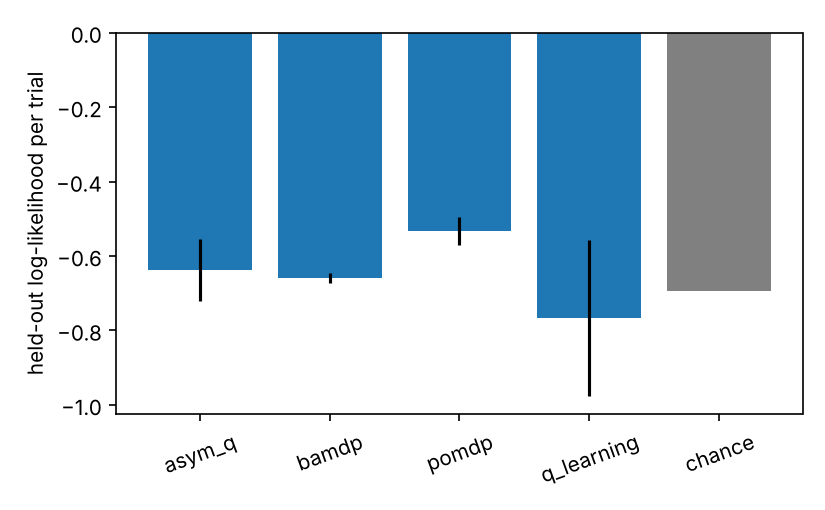 held-out log-likelihood per trial
0.0
−0.2
−0.4
−0.6
−0.8
−1.0
asym_q
bamdp
pomdp
q_learning
chance